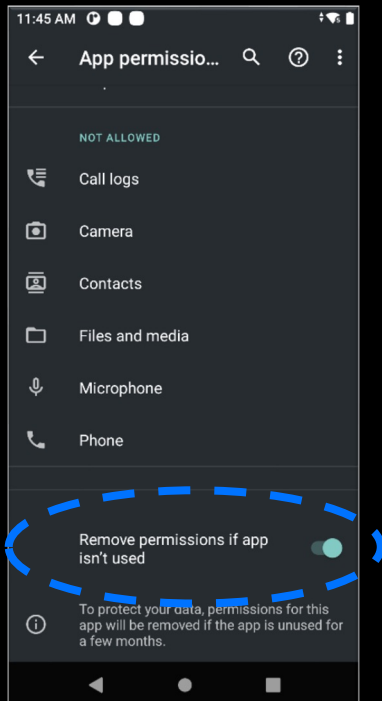 11:45 AM
App permissio...
NOT ALLOWED
Call logs
Camera
Contacts
Files and media
Microphone
Phone
Remove permissions if app
isn't used
To protect your data, permissions for this
app will be removed if the app is unused for
a few months.